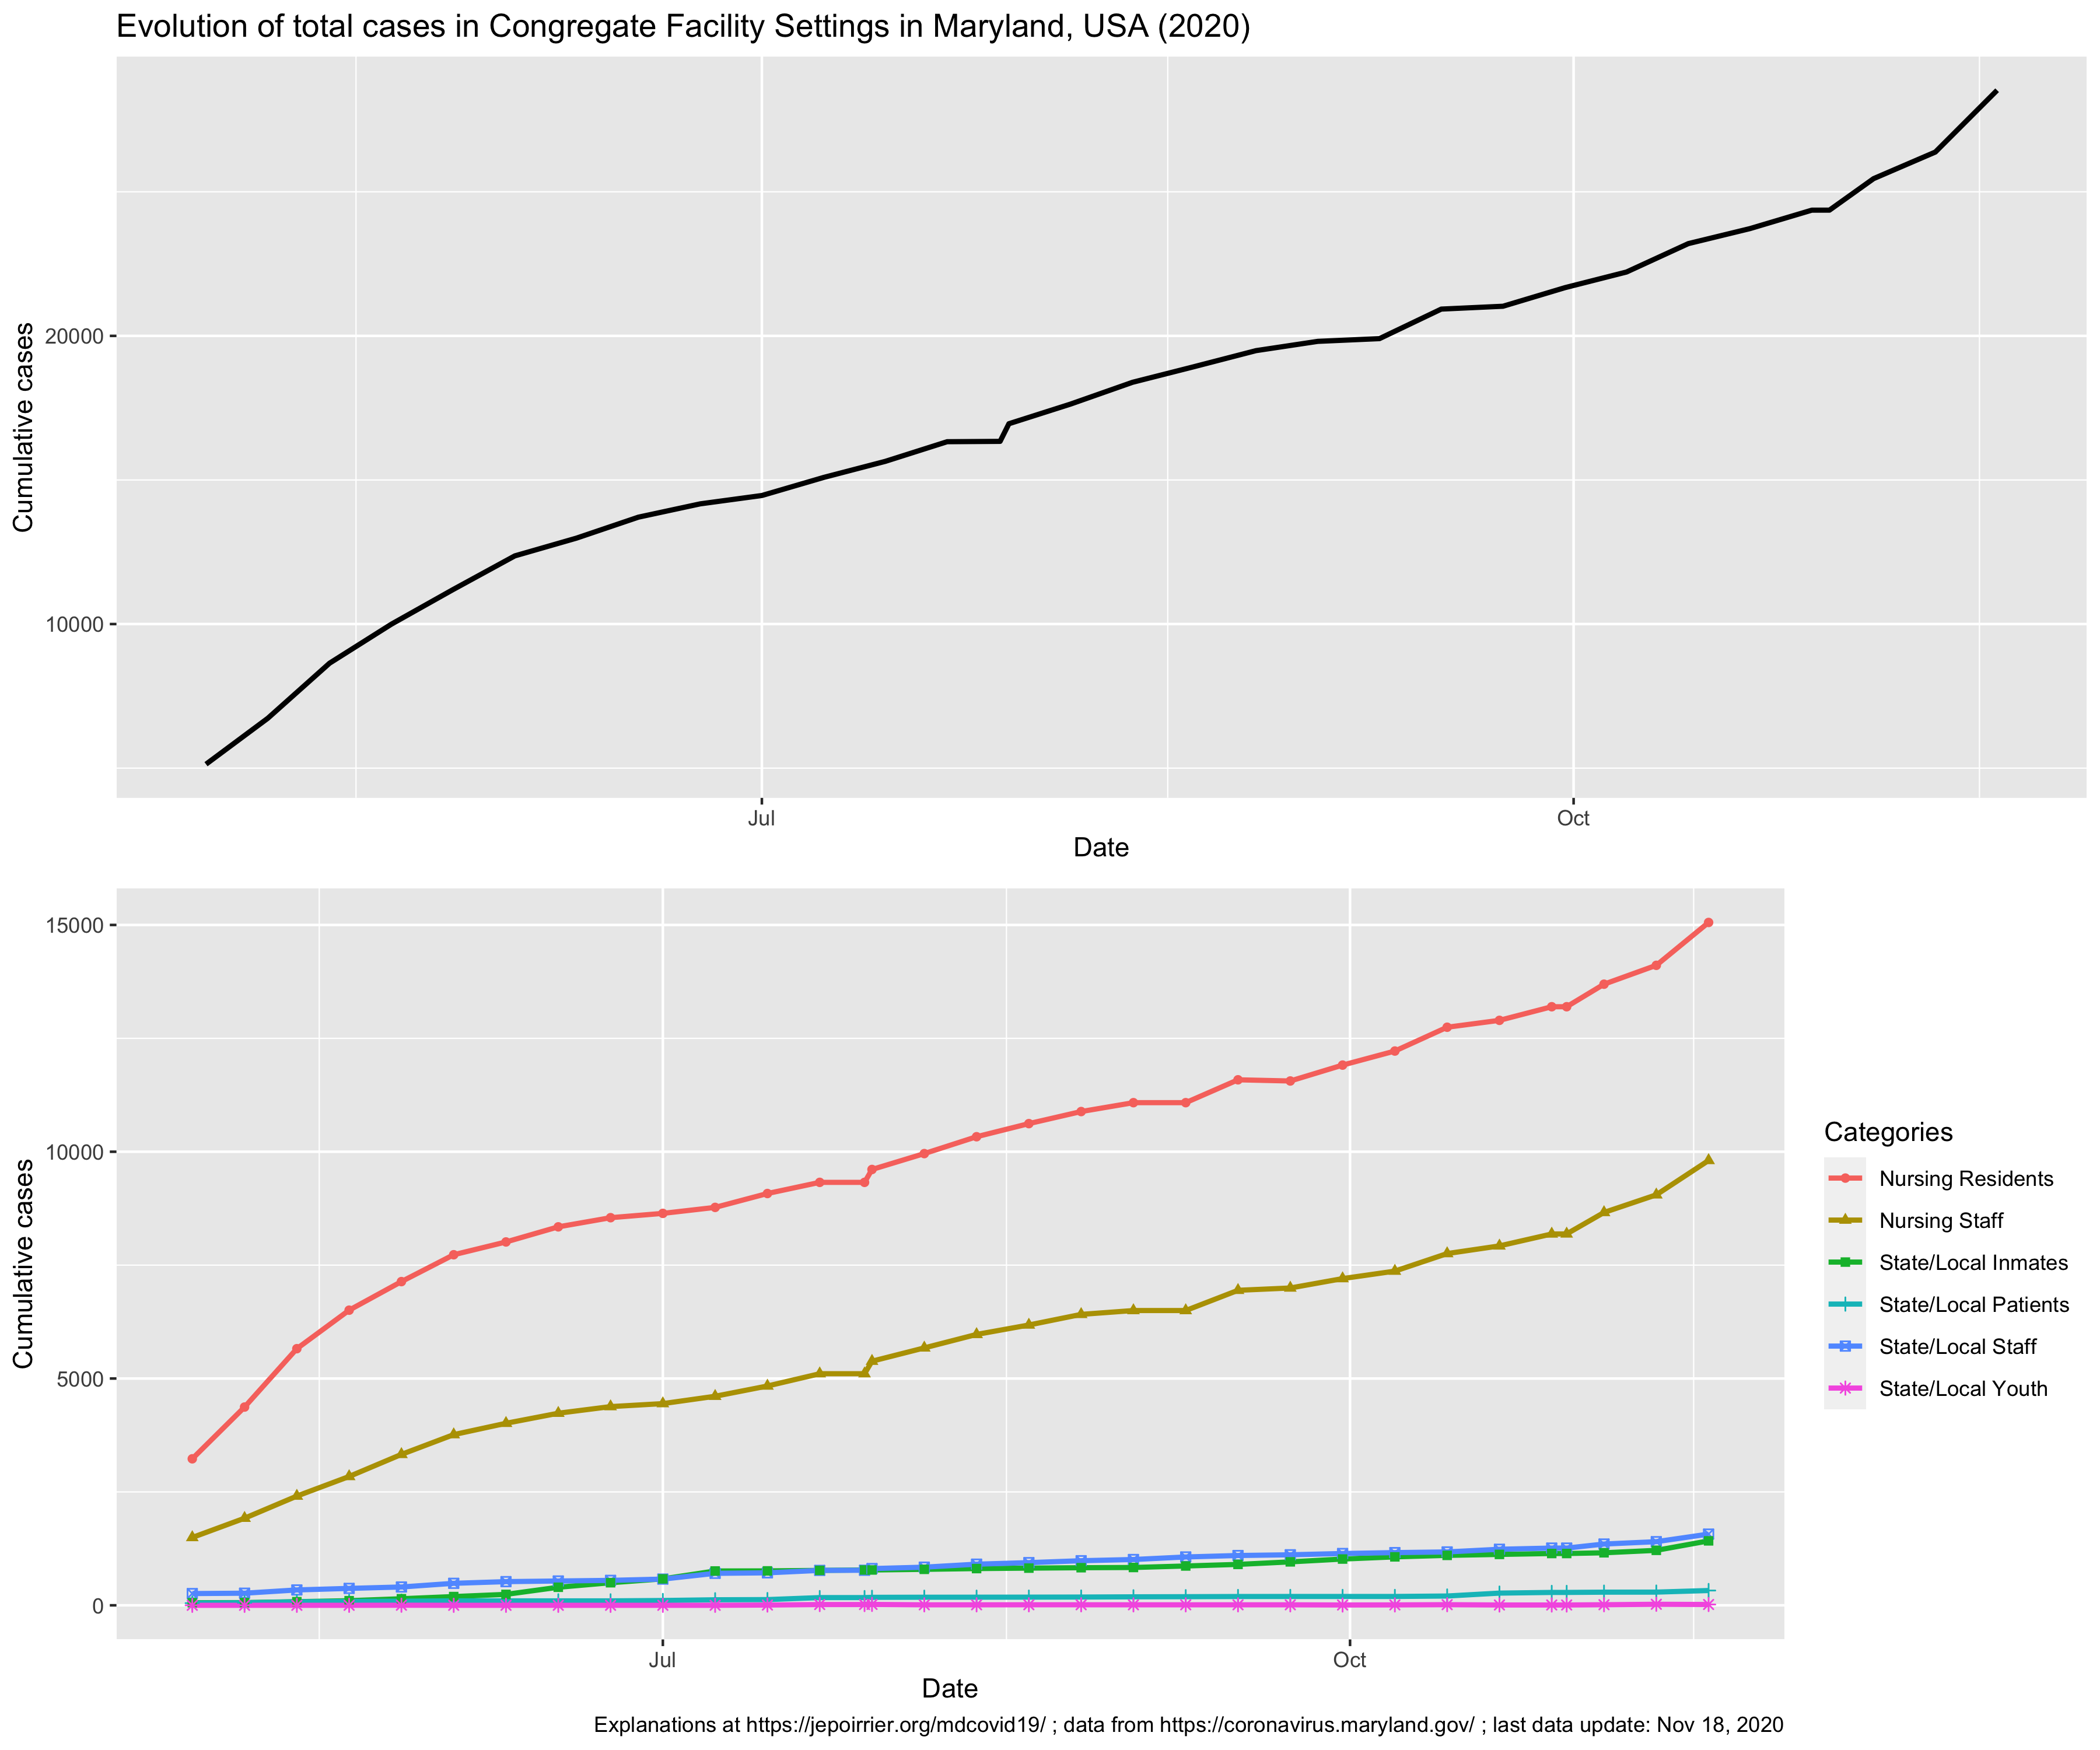 Evolution of total cases in Congregate Facility Settings in Maryland, USA (2020)
Cumulative cases
20000
10000
Jul
Oct
Date
Cumulative cases
15000
10000
5000
0
Jul
Oct
Date
Categories
Nursing Residents
Nursing Staff
State/Local Inmates
State/Local Patients
State/Local Staff
State/Local Youth
Explanations at https://jepoirrier.org/mdcovid19/ ; data from https://coronavirus.maryland.gov/ ; last data update: Nov 18, 2020